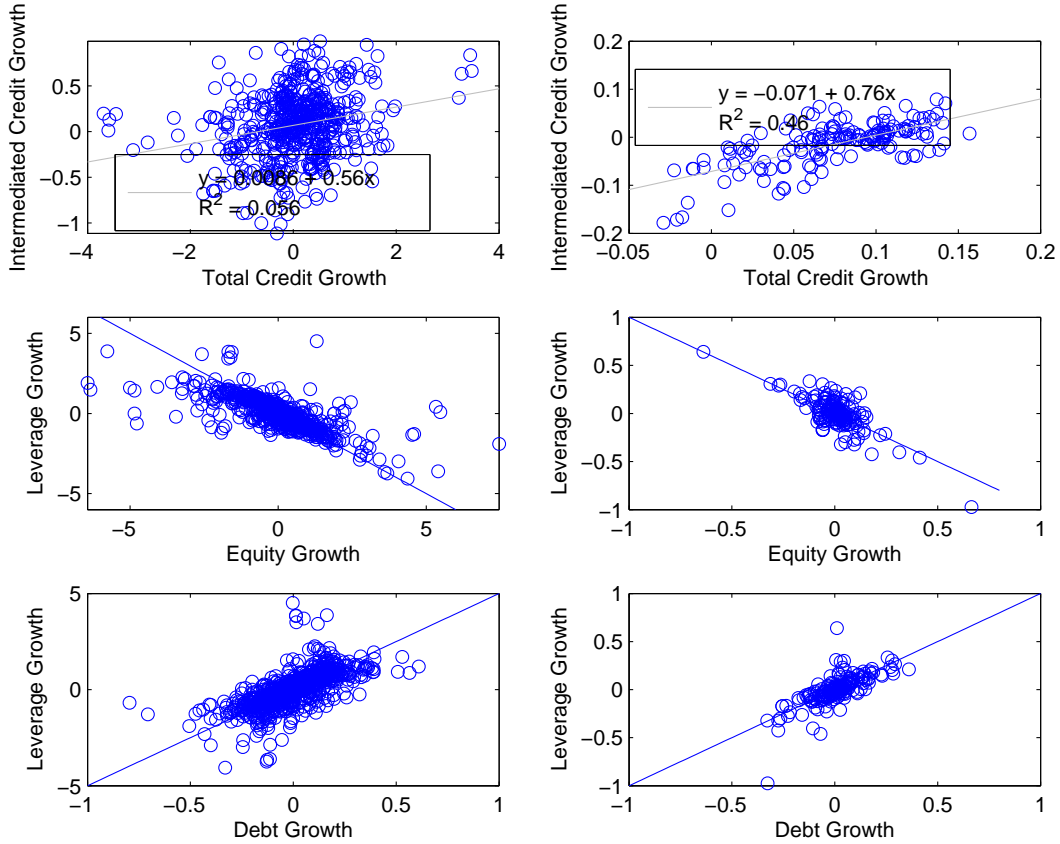 Intermediated Credit Growth
0.5
0
−0.5
−1
y = + 0.56x
R² = 0.056
−4 −2 0 2 4
Total Credit Growth
Intermediated Credit Growth
0.2
0.1
0
−0.1
−0.2
y = −0.071 + 0.76x
R² = 0.46
−0.05 0 0.05 0.1 0.15 0.2
Total Credit Growth
Leverage Growth
5
0
−5
−5 0 5
Equity Growth
Leverage Growth
1
0.5
0
−0.5
−1
−1 −0.5 0 0.5 1
Equity Growth
Leverage Growth
5
0
−5
−1 −0.5 0 0.5 1
Debt Growth
Leverage Growth
1
0.5
0
−0.5
−1
−1 −0.5 0 0.5 1
Debt Growth